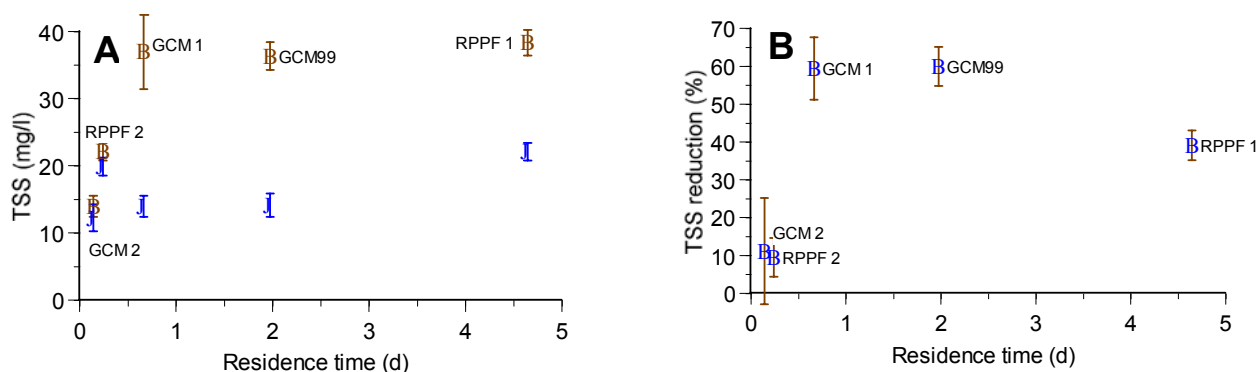 A
TSS (mg/l)
40
30
20
10
0
B GCM 1
B GCM99
RPPF 1 B
RPPF 2
B
J
B
J
GCM 2
J
J
J
0 1 2 3 4 5
Residence time (d)
B
TSS reduction (%)
70
60
50
40
30
20
10
0
B GCM 1
B GCM99
B RPPF 1
GCM 2
B
B RPPF 2
0 1 2 3 4 5
Residence time (d)